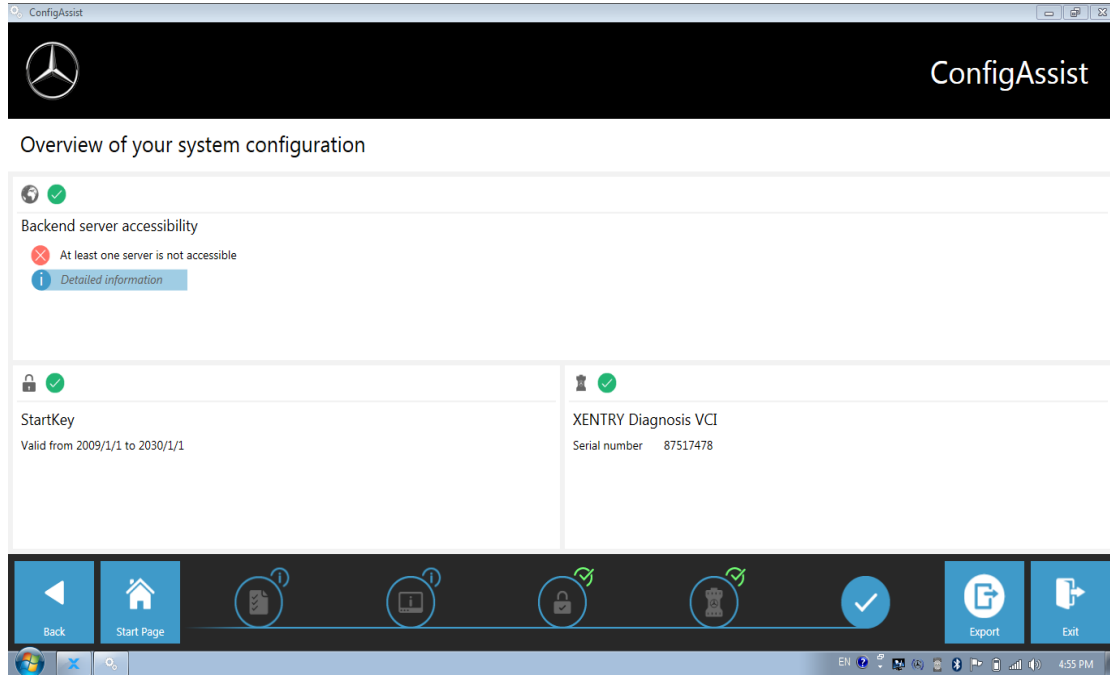 ConfigAssist
ConfigAssist
Overview of your system configuration
Backend server accessibility
At least one server is not accessible
i Detailed information
StartKey
Valid from 2009/1/1 to 2030/1/1
XENTRY Diagnosis VCI
Serial number 87517478
Back
Start Page
Export
Exit
EN
4:55 PM